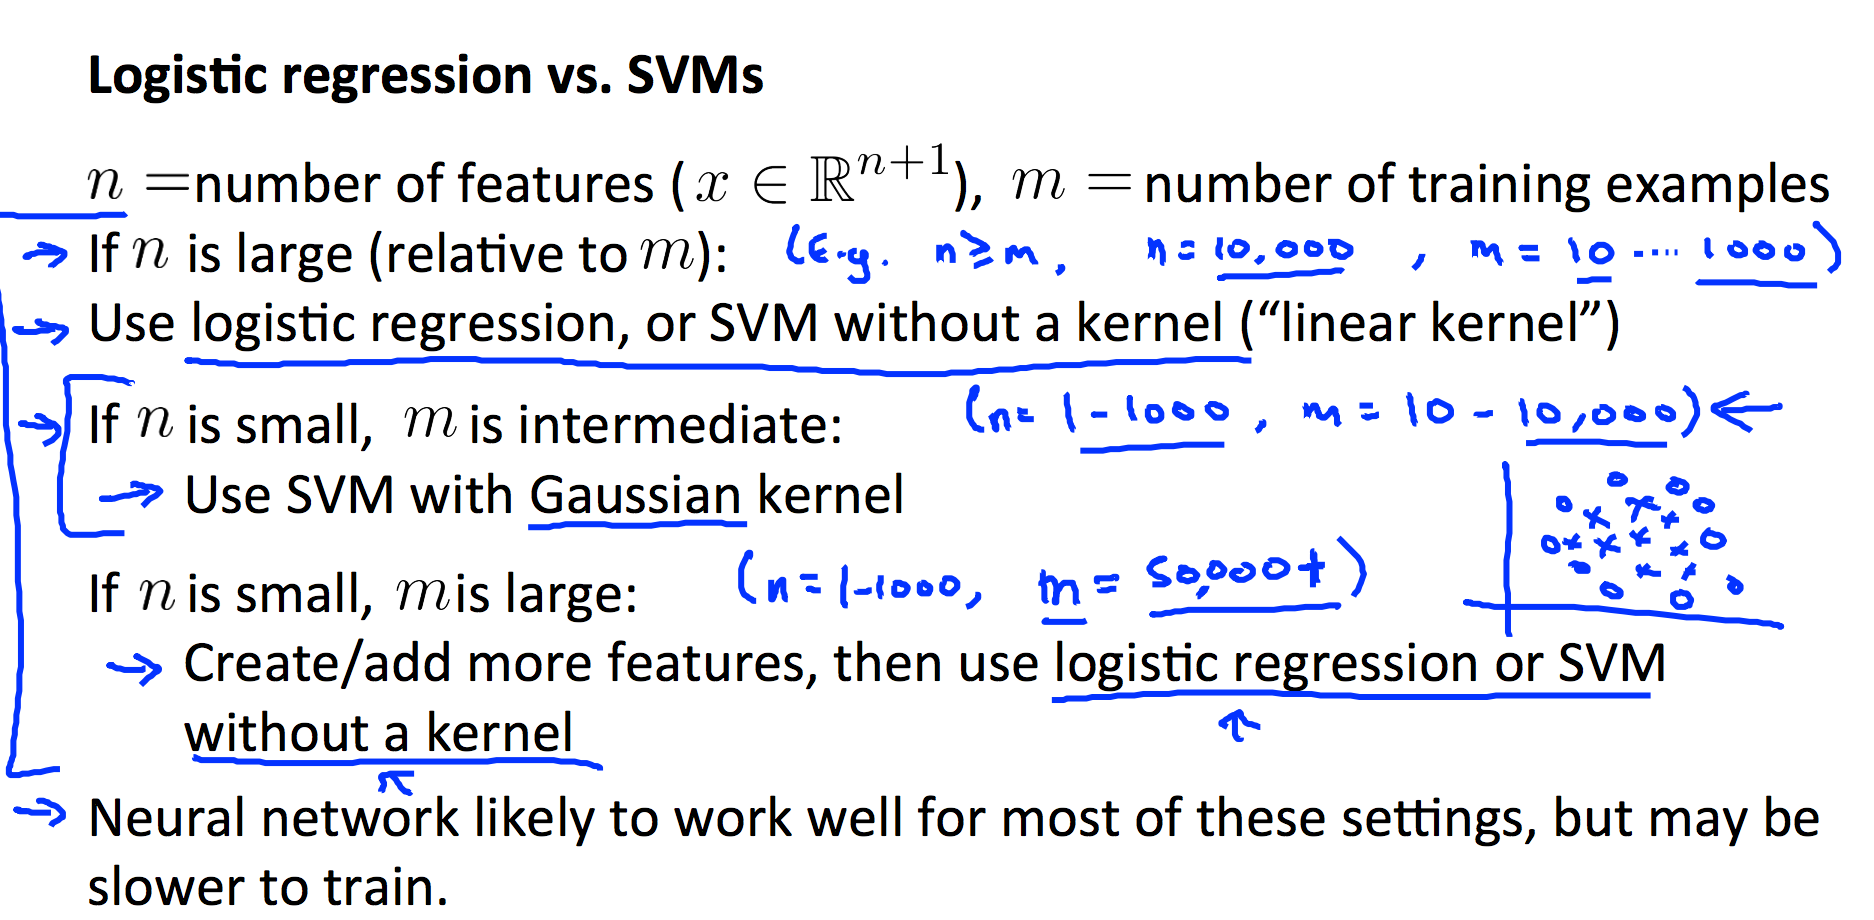 Logistic regression vs. SVMs
n = number of features (x ∈ ℝⁿ⁺¹), m = number of training examples
→ If n is large (relative to m): (E.g. n ≥ m, n = 10,000, m = 10 .... 1000)
→ Use logistic regression, or SVM without a kernel (“linear kernel”)
→ If n is small, m is intermediate: (n = 1 - 1000, m = 10 - 10,000) ←
→ Use SVM with Gaussian kernel
If n is small, m is large: (n = 1 - 1000, m = 50,000+)
→ Create/add more features, then use logistic regression or SVM
without a kernel
→ Neural network likely to work well for most of these settings, but may be
slower to train.